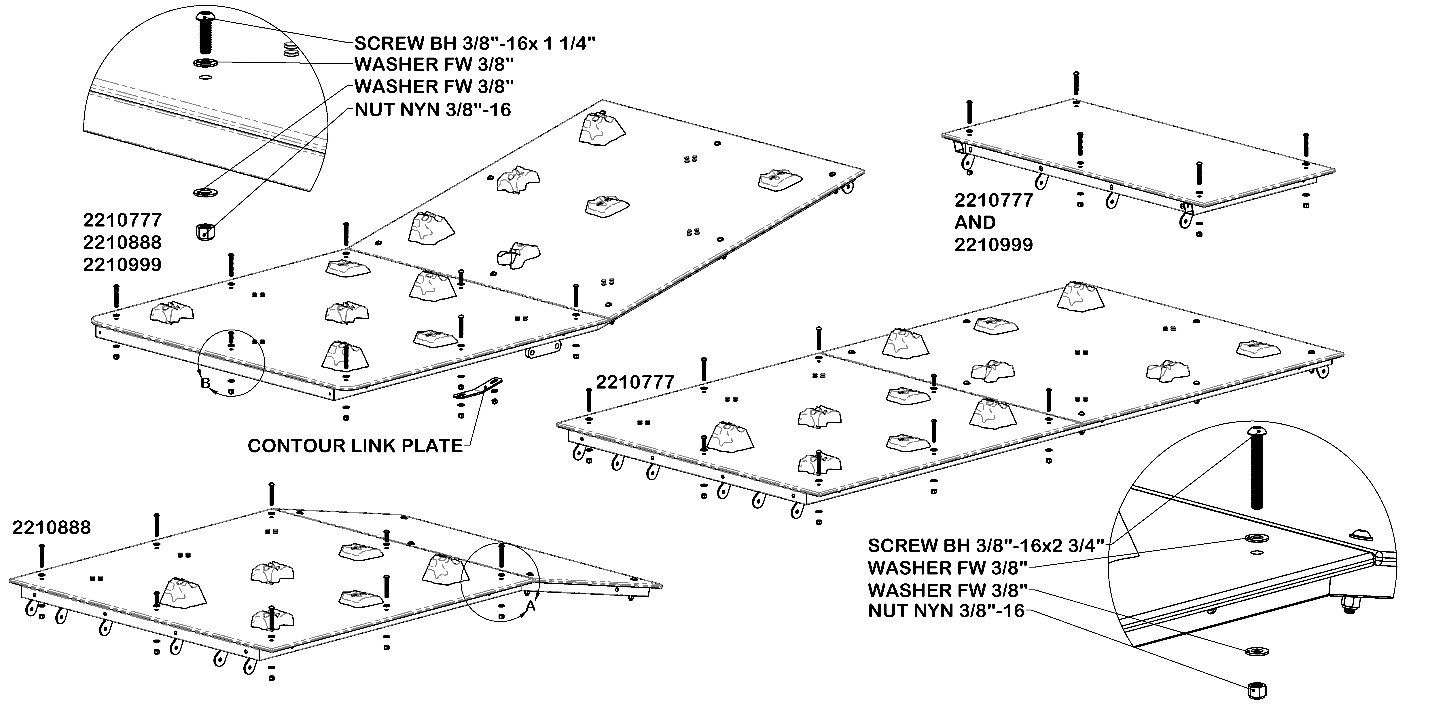 SCREW BH 3/8"-16x 1 1/4"
WASHER FW 3/8"
WASHER FW 3/8"
NUT NYN 3/8"-16
2210777
2210888
2210999
B
CONTOUR LINK PLATE
2210777
AND
2210999
2210777
2210888
A
SCREW BH 3/8"-16x2 3/4"
WASHER FW 3/8"
WASHER FW 3/8"
NUT NYN 3/8"-16